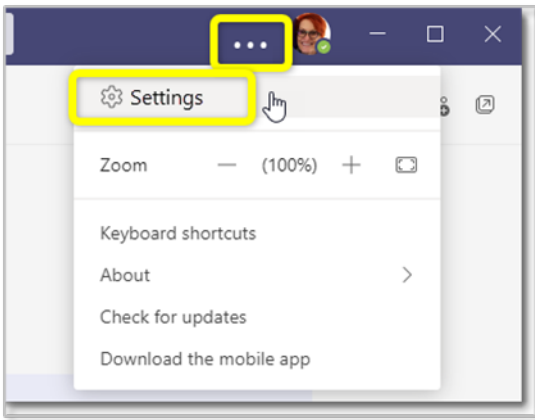 Settings
Zoom — (100%) +
Keyboard shortcuts
About
Check for updates
Download the mobile app